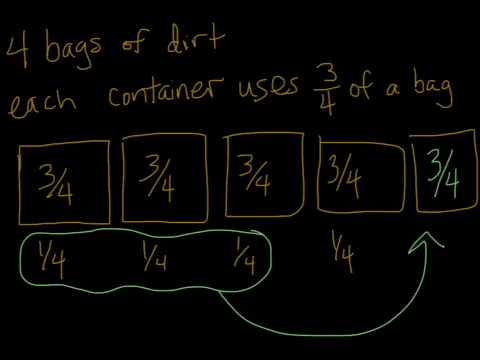 4 bags of dirt
each container uses 3/4 of a bag
3/4 3/4 3/4 3/4 3/4
1/4 1/4 1/4 1/4